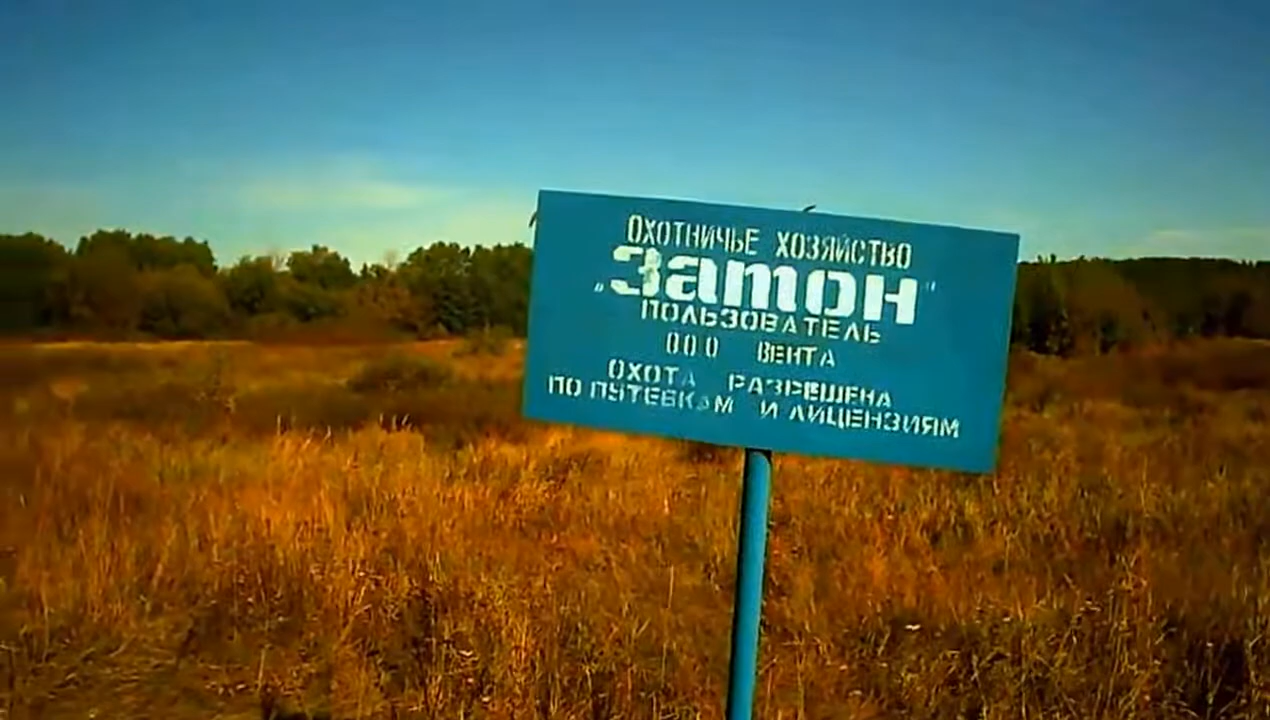 ОХОТНИЧЬЕ ХОЗЯЙСТВО
„Затон"
ПОЛЬЗОВАТЕЛЬ
ООО ВЕНТА
ОХОТА РАЗРЕШЕНА
ПО ПУТЕВКАМ И ЛИЦЕНЗИЯМ